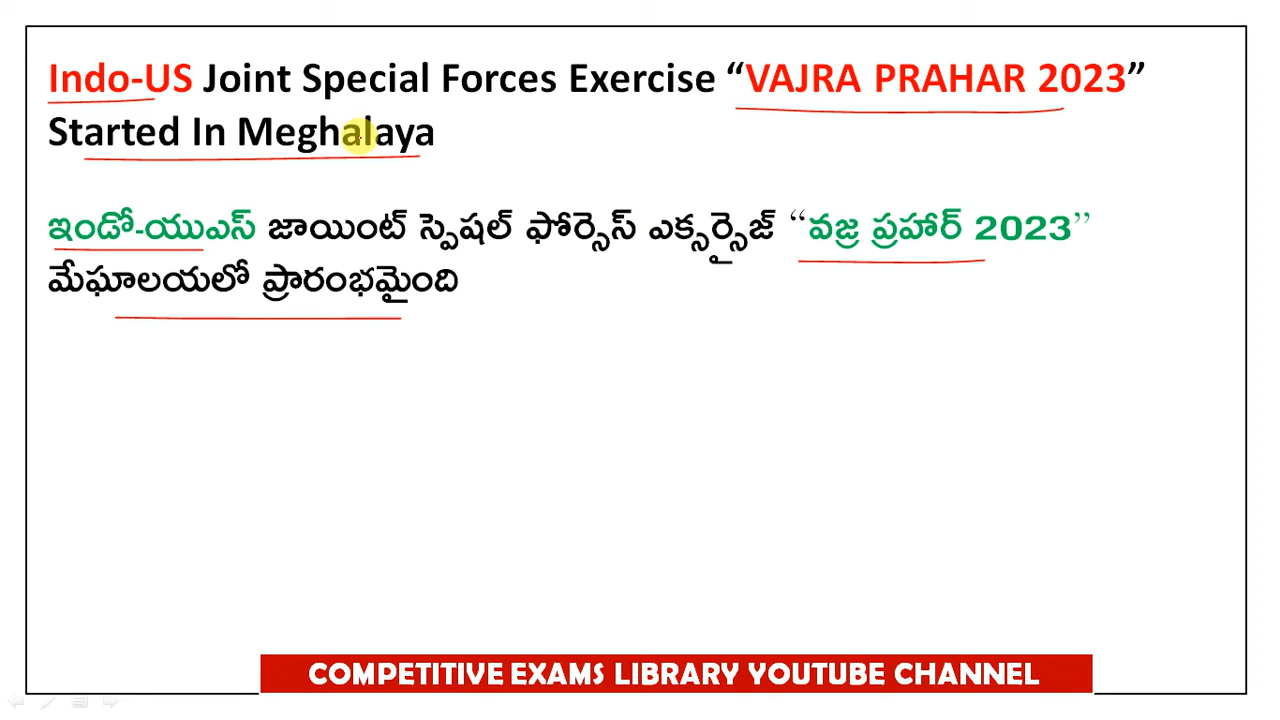 Indo-US Joint Special Forces Exercise “VAJRA PRAHAR 2023”
Started In Meghalaya
ఇండో-యుఎస్ జాయింట్ స్పెషల్ ఫోర్సెస్ ఎక్సర్సైజ్ “వజ్ర ప్రహార్ 2023”
మేఘాలయలో ప్రారంభమైంది
COMPETITIVE EXAMS LIBRARY YOUTUBE CHANNEL